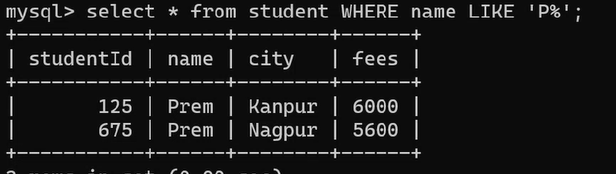 mysql> select * from student WHERE name LIKE 'P%';
+-----------+------+--------+------+
| studentId | name | city   | fees |
+-----------+------+--------+------+
|       125 | Prem | Kanpur | 6000 |
|       675 | Prem | Nagpur | 5600 |
+-----------+------+--------+------+